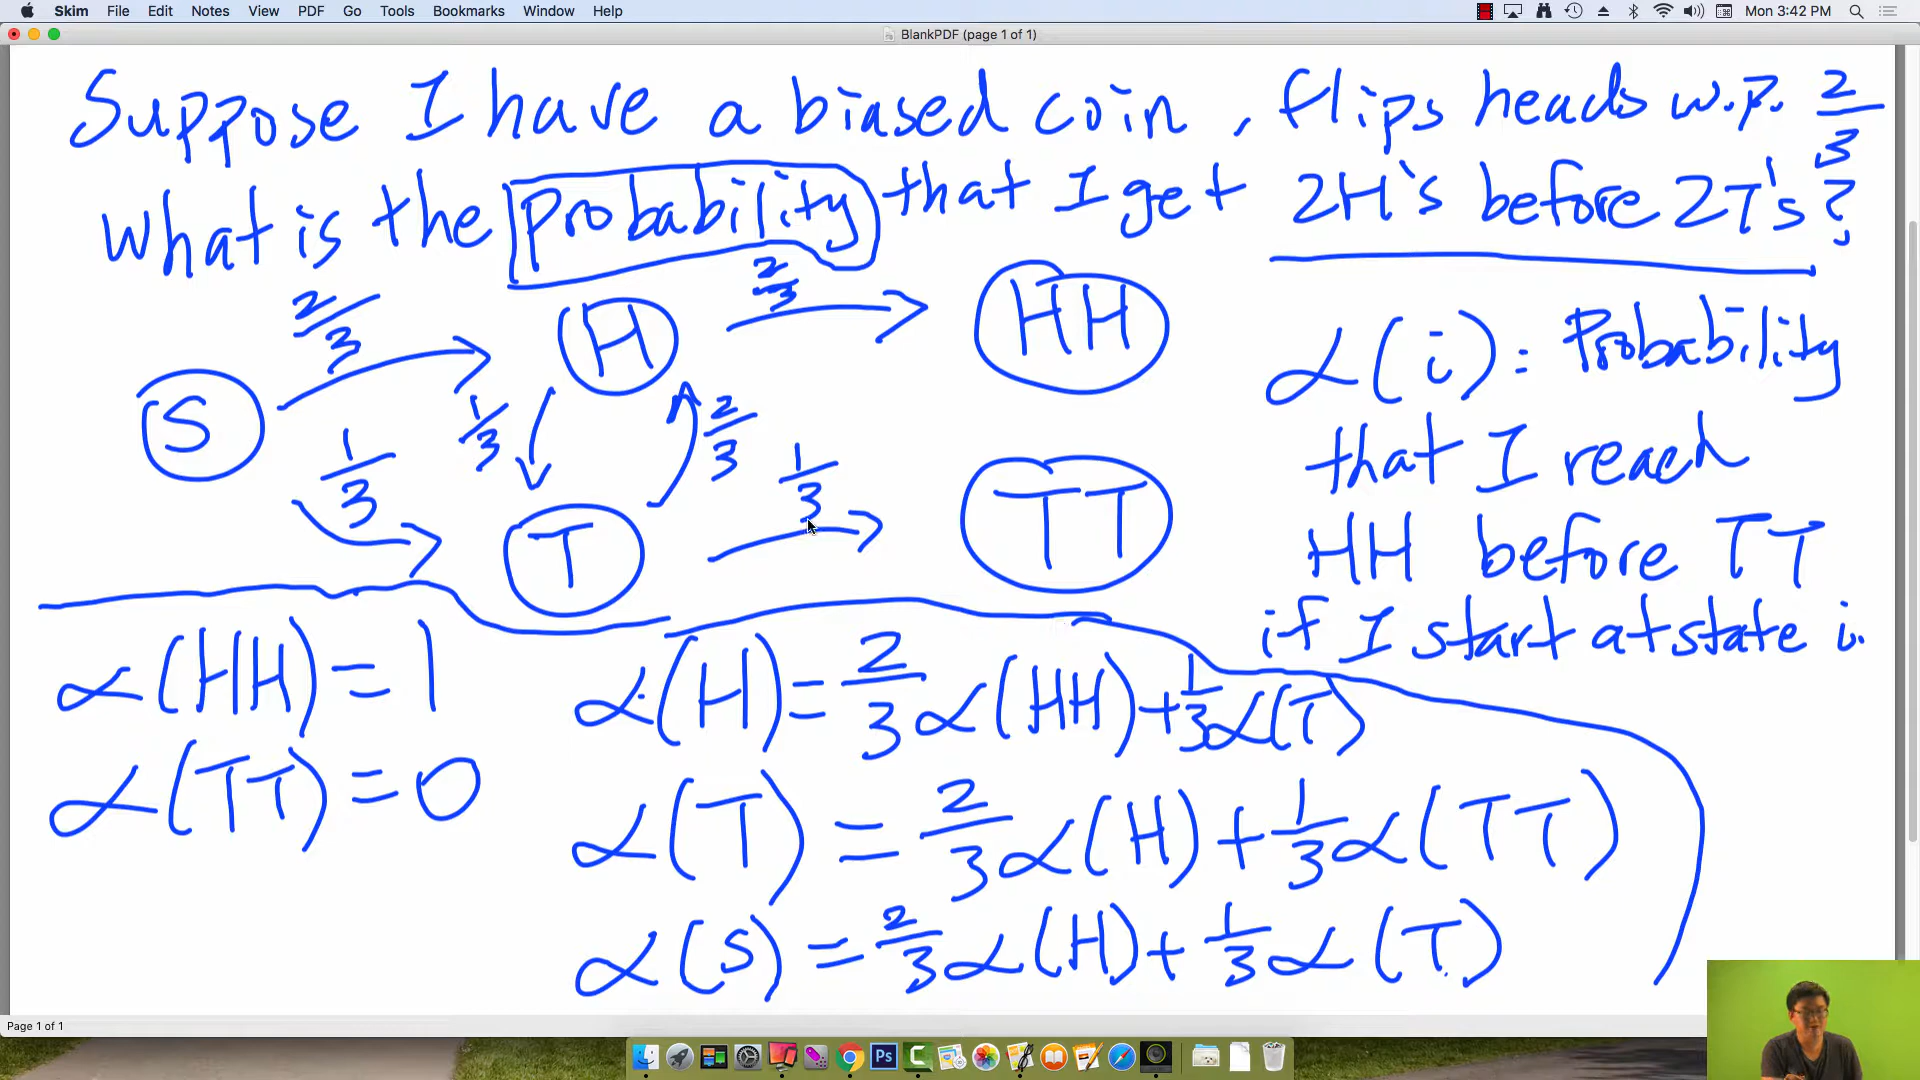 Skim File Edit Notes View PDF Go Tools Bookmarks Window Help Mon 3:42 PM
BlankPDF (page 1 of 1)
Suppose I have a biased coin, flips heads w.p. 2/3
What is the probability that I get 2H's before 2T's?
2/3 H 2/3 HH
S 1/3 1/3 2/3 1/3
T TT
α(i): Probability
that I reach
HH before TT
if I start at state i.
α(HH) = 1
α(TT) = 0
α(H) = 2/3 α(HH) + 1/3 α(T)
α(T) = 2/3 α(H) + 1/3 α(TT)
α(S) = 2/3 α(H) + 1/3 α(T)
Page 1 of 1
Ps